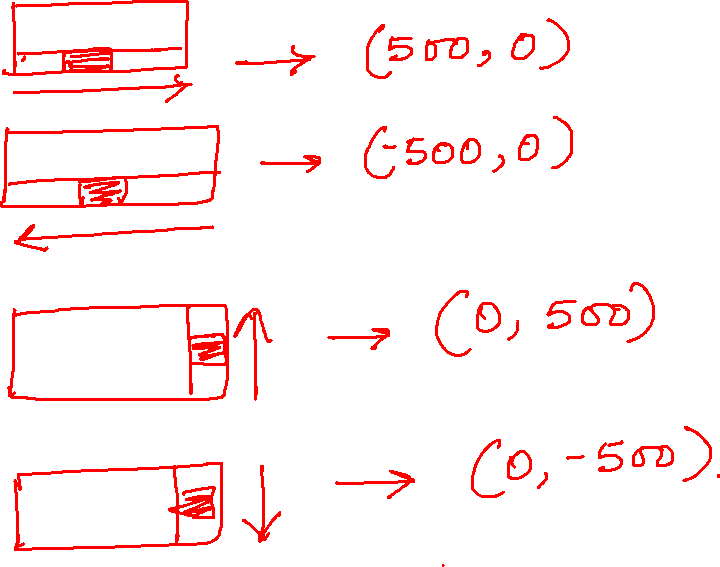 (500, 0)
(-500, 0)
(0, 500)
(0, -500).